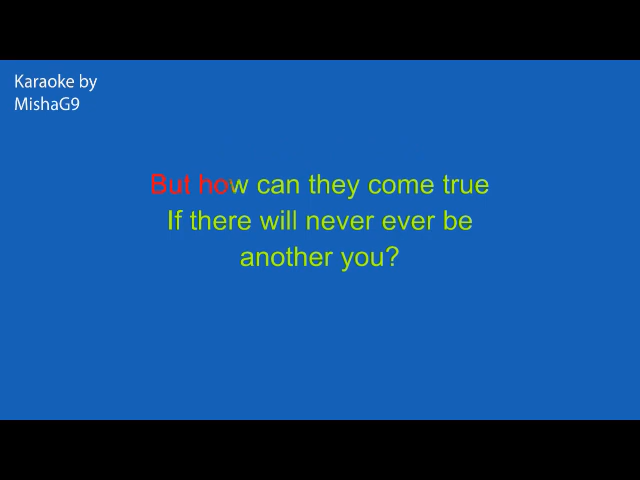 Karaoke by
MishaG9
But how can they come true
If there will never ever be
another you?